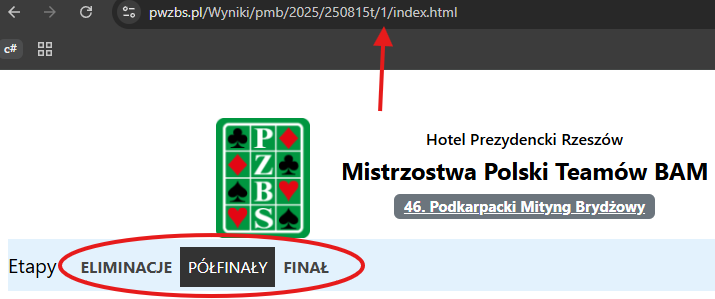 pwzbs.pl/Wyniki/pmb/2025/250815t/1/index.html
c#
P
Z
B
S
Hotel Prezydencki Rzeszów
Mistrzostwa Polski Teamów BAM
46. Podkarpacki Mityng Brydżowy
Etapy ELIMINACJE PÓŁFINAŁY FINAŁ